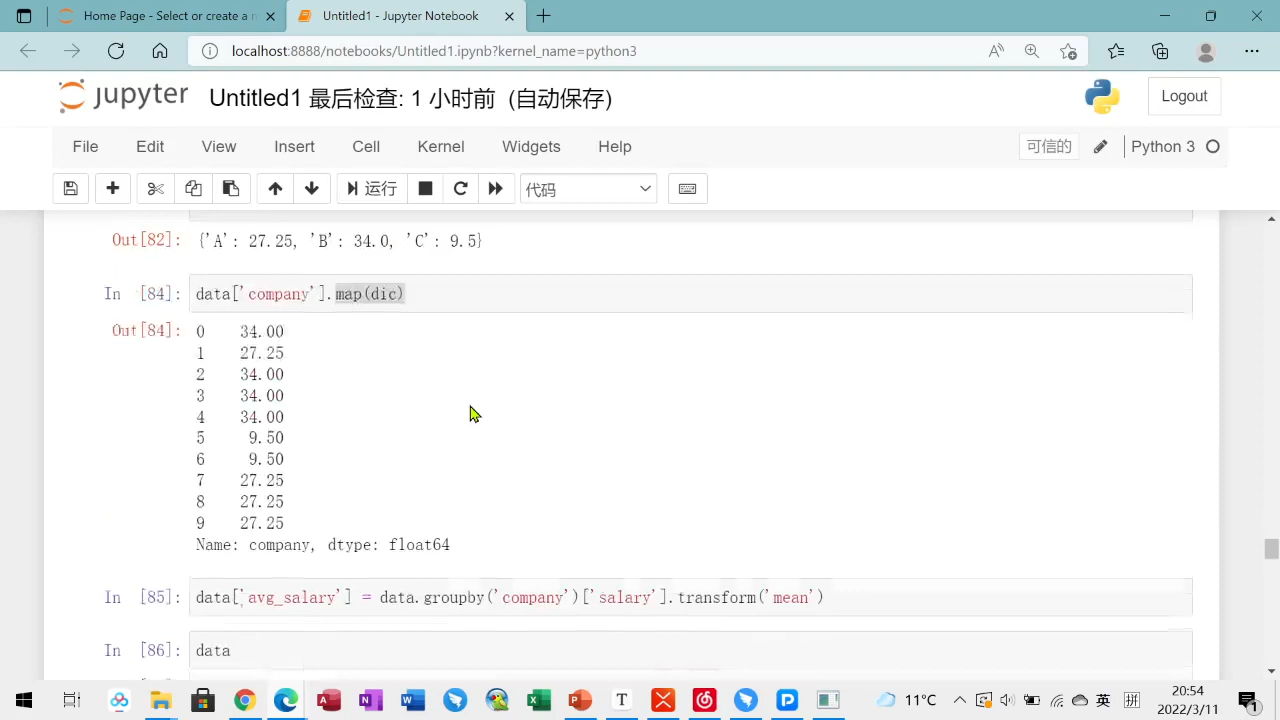 Home Page - Select or create a n
Untitled1 - Jupyter Notebook
localhost:8888/notebooks/Untitled1.ipynb?kernel_name=python3
jupyter Untitled1 最后检查: 1 小时前 (自动保存)
Logout
File Edit View Insert Cell Kernel Widgets Help 可信的 Python 3
运行 代码
Out[82]: {'A': 27.25, 'B': 34.0, 'C': 9.5}
In [84]: data['company'].map(dic)
Out[84]: 0 34.00
1 27.25
2 34.00
3 34.00
4 34.00
5 9.50
6 9.50
7 27.25
8 27.25
9 27.25
Name: company, dtype: float64
In [85]: data['avg_salary'] = data.groupby('company')['salary'].transform('mean')
In [86]: data
11°C 英 拼 20:54
2022/3/11